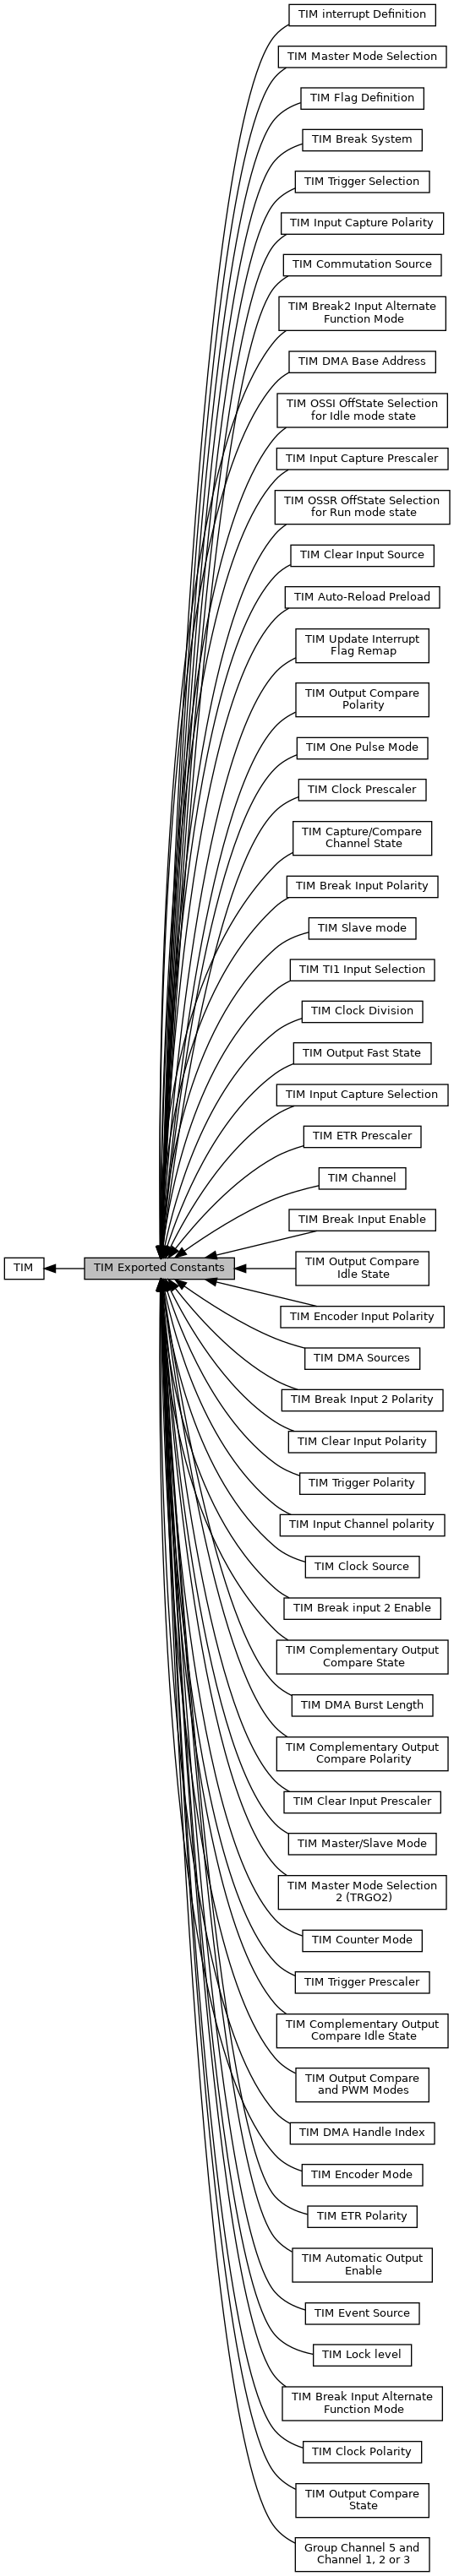 TIM interrupt Definition
TIM Master Mode Selection
TIM Flag Definition
TIM Break System
TIM Trigger Selection
TIM Input Capture Polarity
TIM Commutation Source
TIM Break2 Input Alternate
Function Mode
TIM DMA Base Address
TIM OSSI OffState Selection
for Idle mode state
TIM Input Capture Prescaler
TIM OSSR OffState Selection
for Run mode state
TIM Clear Input Source
TIM Auto-Reload Preload
TIM Update Interrupt
Flag Remap
TIM Output Compare
Polarity
TIM One Pulse Mode
TIM Clock Prescaler
TIM Capture/Compare
Channel State
TIM Break Input Polarity
TIM Slave mode
TIM TI1 Input Selection
TIM Clock Division
TIM Output Fast State
TIM Input Capture Selection
TIM ETR Prescaler
TIM Channel
TIM Break Input Enable
TIM
TIM Exported Constants
TIM Output Compare
Idle State
TIM Encoder Input Polarity
TIM DMA Sources
TIM Break Input 2 Polarity
TIM Clear Input Polarity
TIM Trigger Polarity
TIM Input Channel polarity
TIM Clock Source
TIM Break input 2 Enable
TIM Complementary Output
Compare State
TIM DMA Burst Length
TIM Complementary Output
Compare Polarity
TIM Clear Input Prescaler
TIM Master/Slave Mode
TIM Master Mode Selection
2 (TRGO2)
TIM Counter Mode
TIM Trigger Prescaler
TIM Complementary Output
Compare Idle State
TIM Output Compare
and PWM Modes
TIM DMA Handle Index
TIM Encoder Mode
TIM ETR Polarity
TIM Automatic Output
Enable
TIM Event Source
TIM Lock level
TIM Break Input Alternate
Function Mode
TIM Clock Polarity
TIM Output Compare
State
Group Channel 5 and
Channel 1, 2 or 3